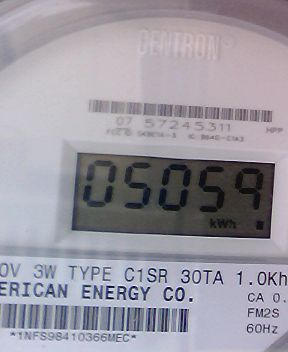 CENTRON®
07 57245311
HPP
05059
kWh
0V 3W TYPE C1SR 30TA 1.0Kh
ERICAN ENERGY CO.
CA 0.
FM2S
60Hz
*1NFS98410366MEC*